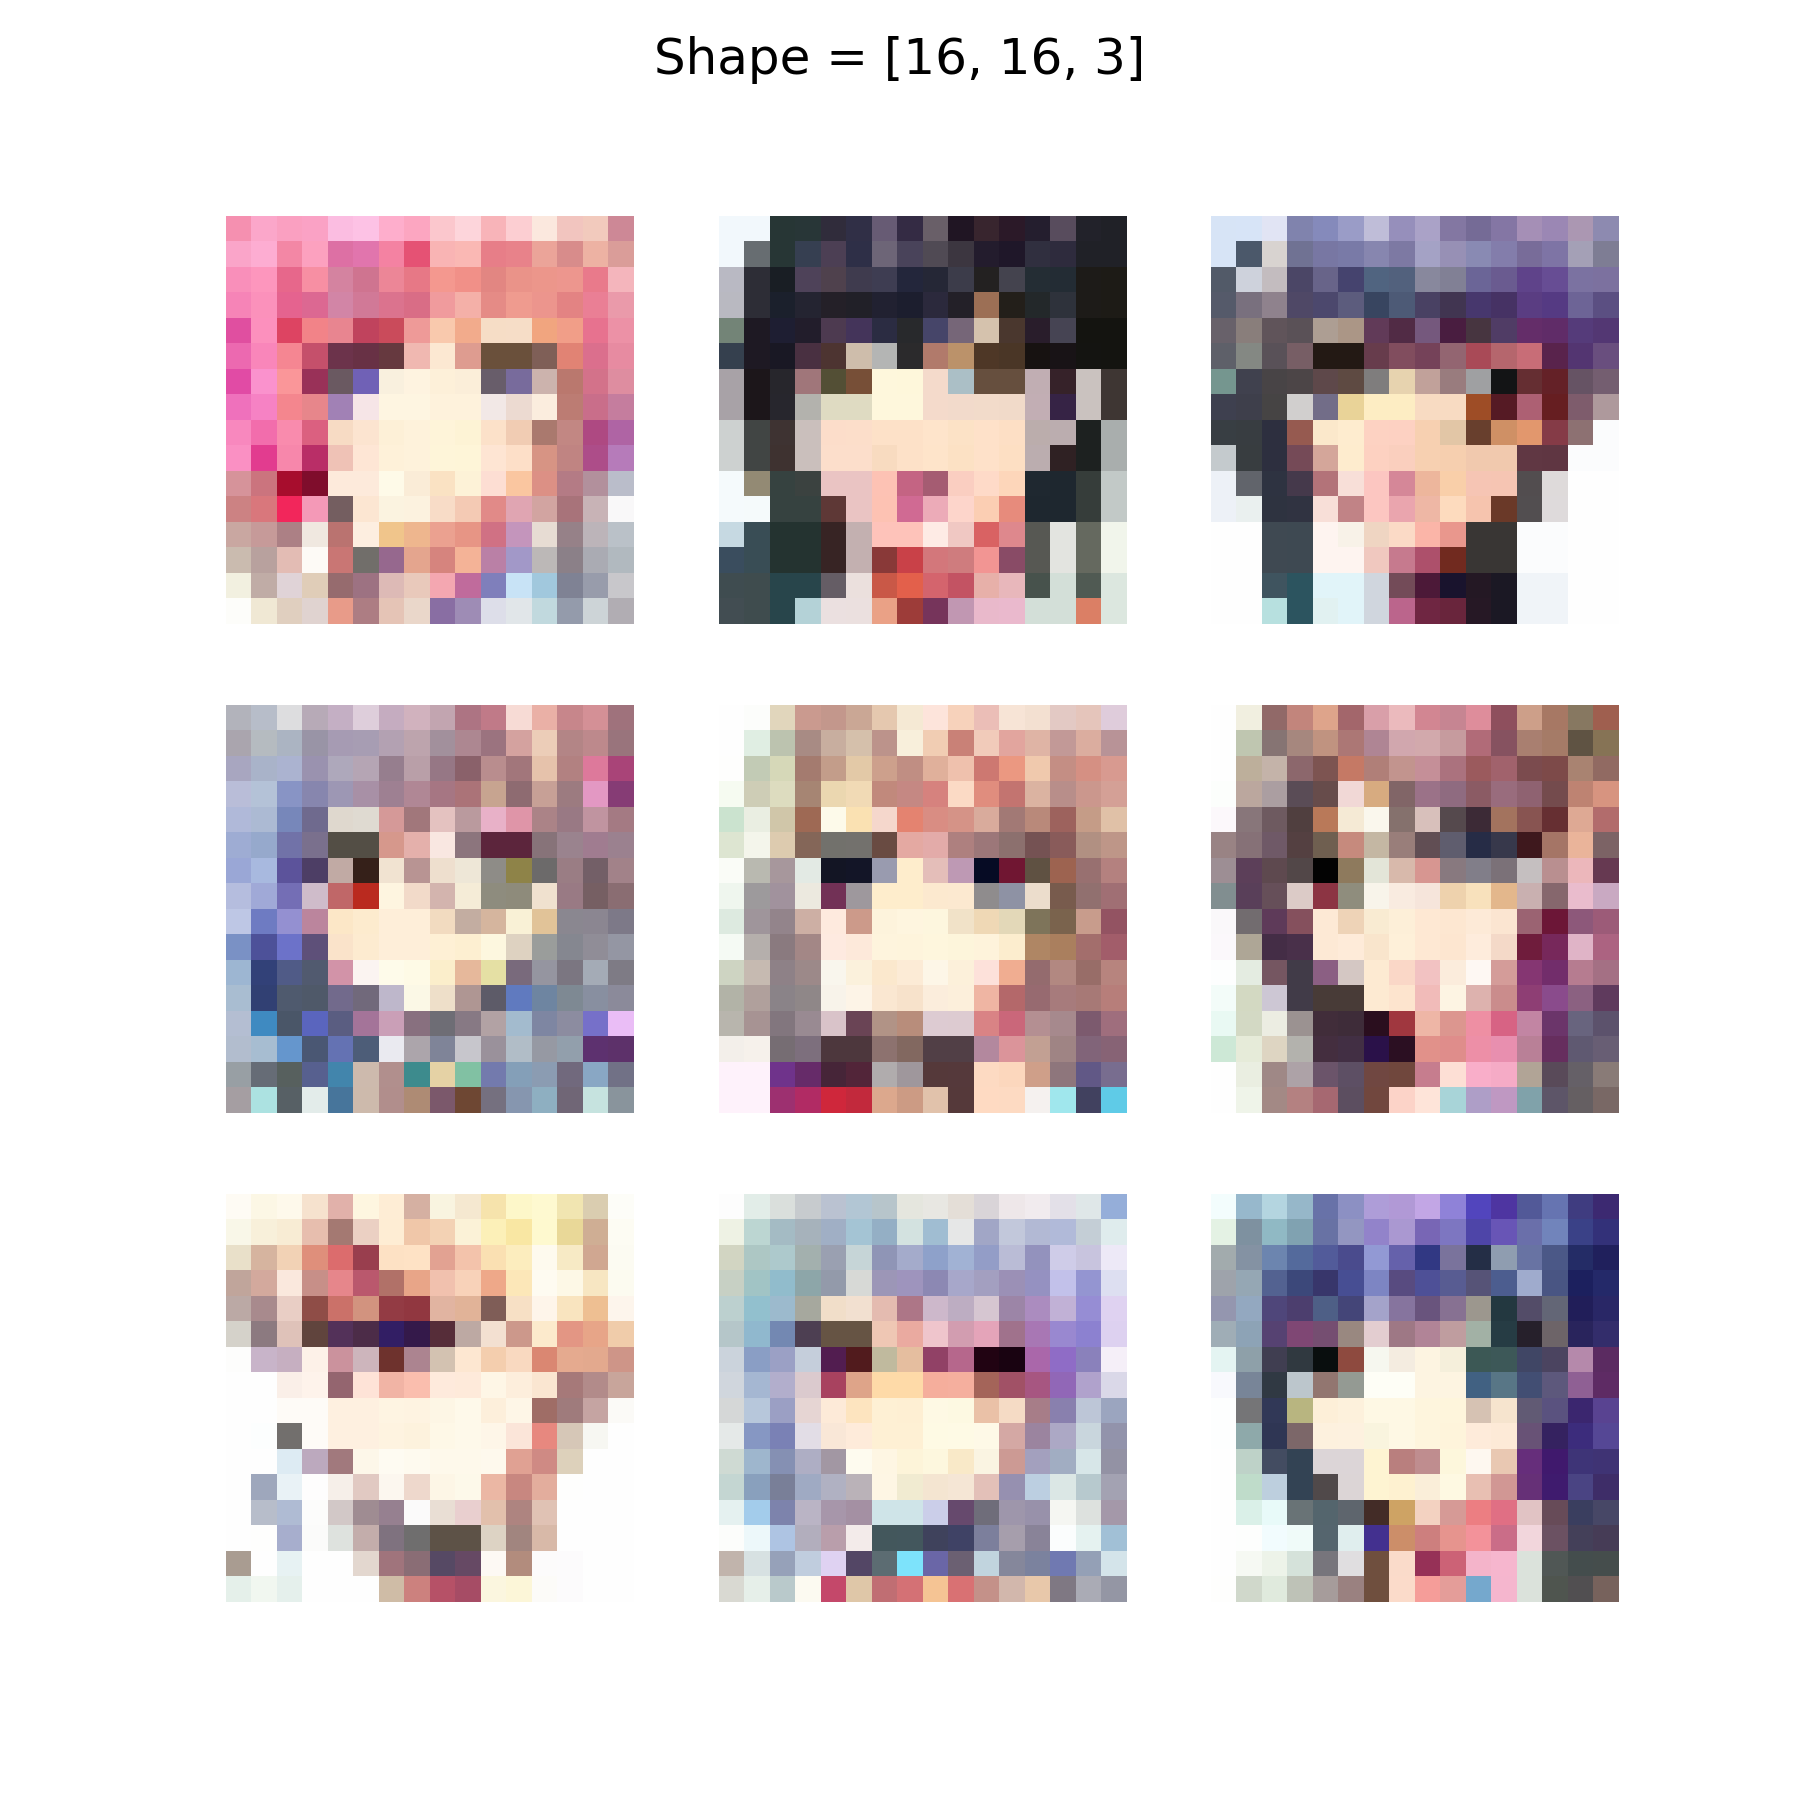 Shape = [16, 16, 3]